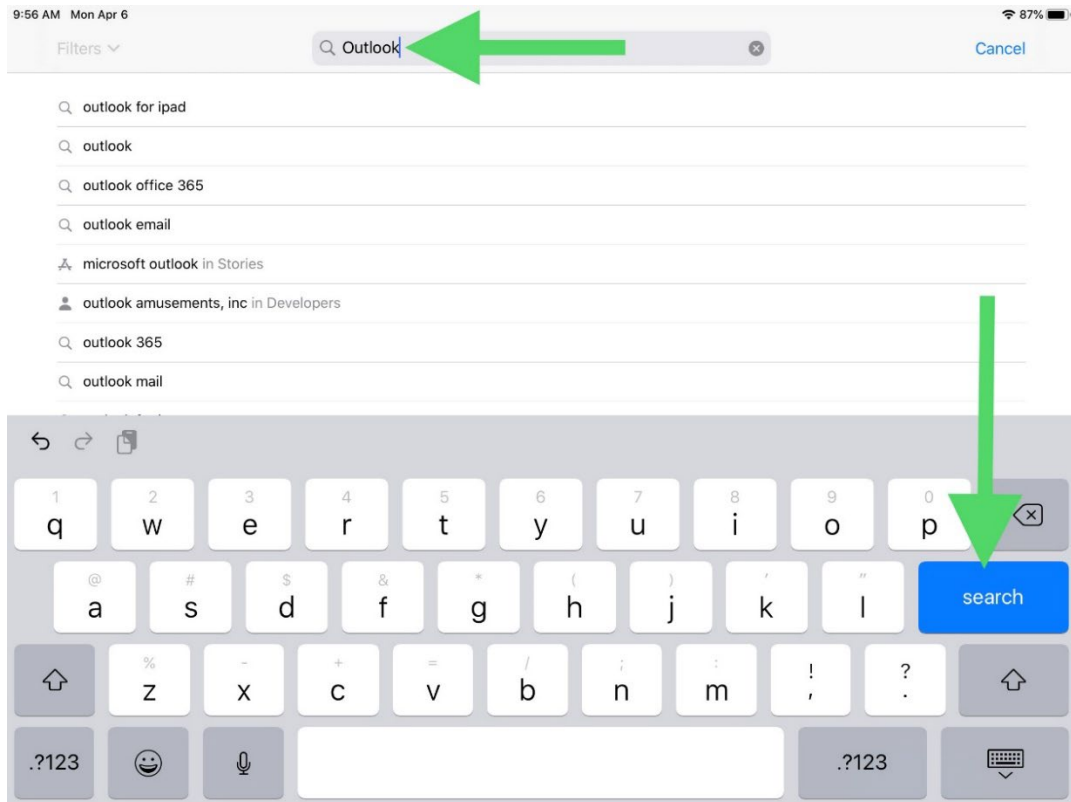 9:56 AM Mon Apr 6 87%
Filters Outlook Cancel
outlook for ipad
outlook
outlook office 365
outlook email
microsoft outlook in Stories
outlook amusements, inc in Developers
outlook 365
outlook mail
1 2 3 4 5 6 7 8 9 0
q w e r t y u i o p
@ # $ & * ( ) ' "
a s d f g h j k l search
% - + = / ; : ! ?
z x c v b n m , .
.?123 .?123